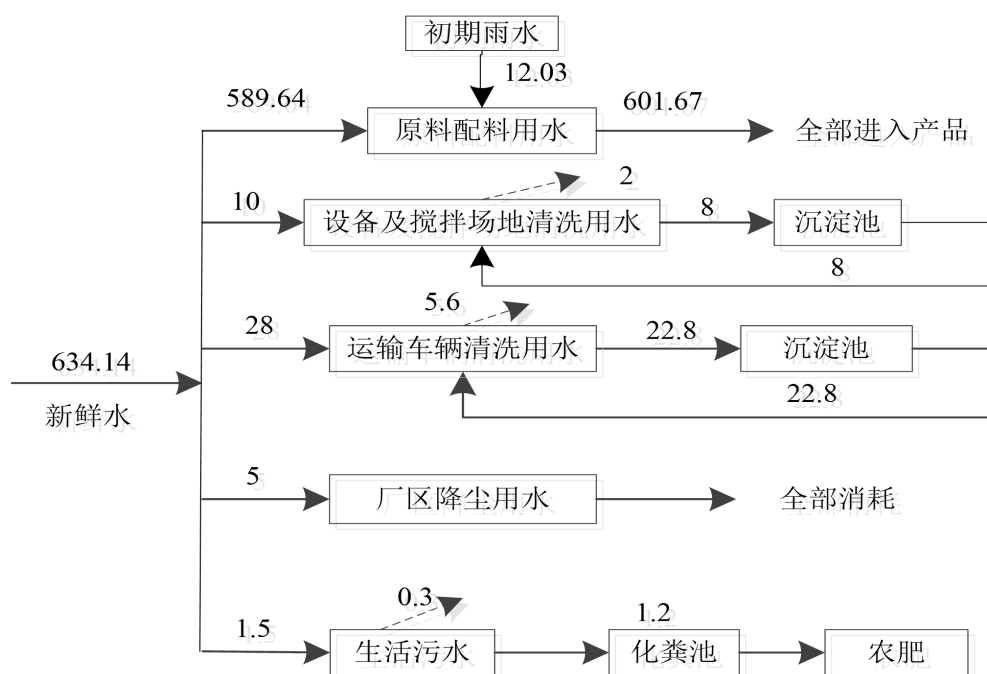 初期雨水
12.03
589.64
原料配料用水
601.67
全部进入产品
2
10
设备及搅拌场地清洗用水
8
沉淀池
8
5.6
28
运输车辆清洗用水
22.8
沉淀池
634.14
新鲜水
22.8
5
厂区降尘用水
全部消耗
0.3
1.5
生活污水
1.2
化粪池
农肥